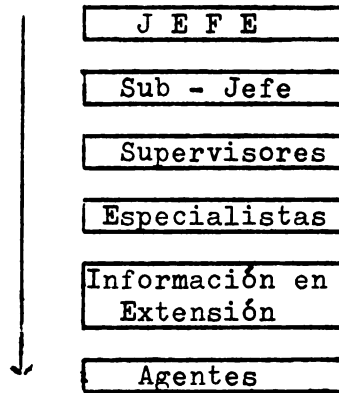 J E F E
Sub - Jefe
Supervisores
Especialistas
Información en
Extensión
Agentes